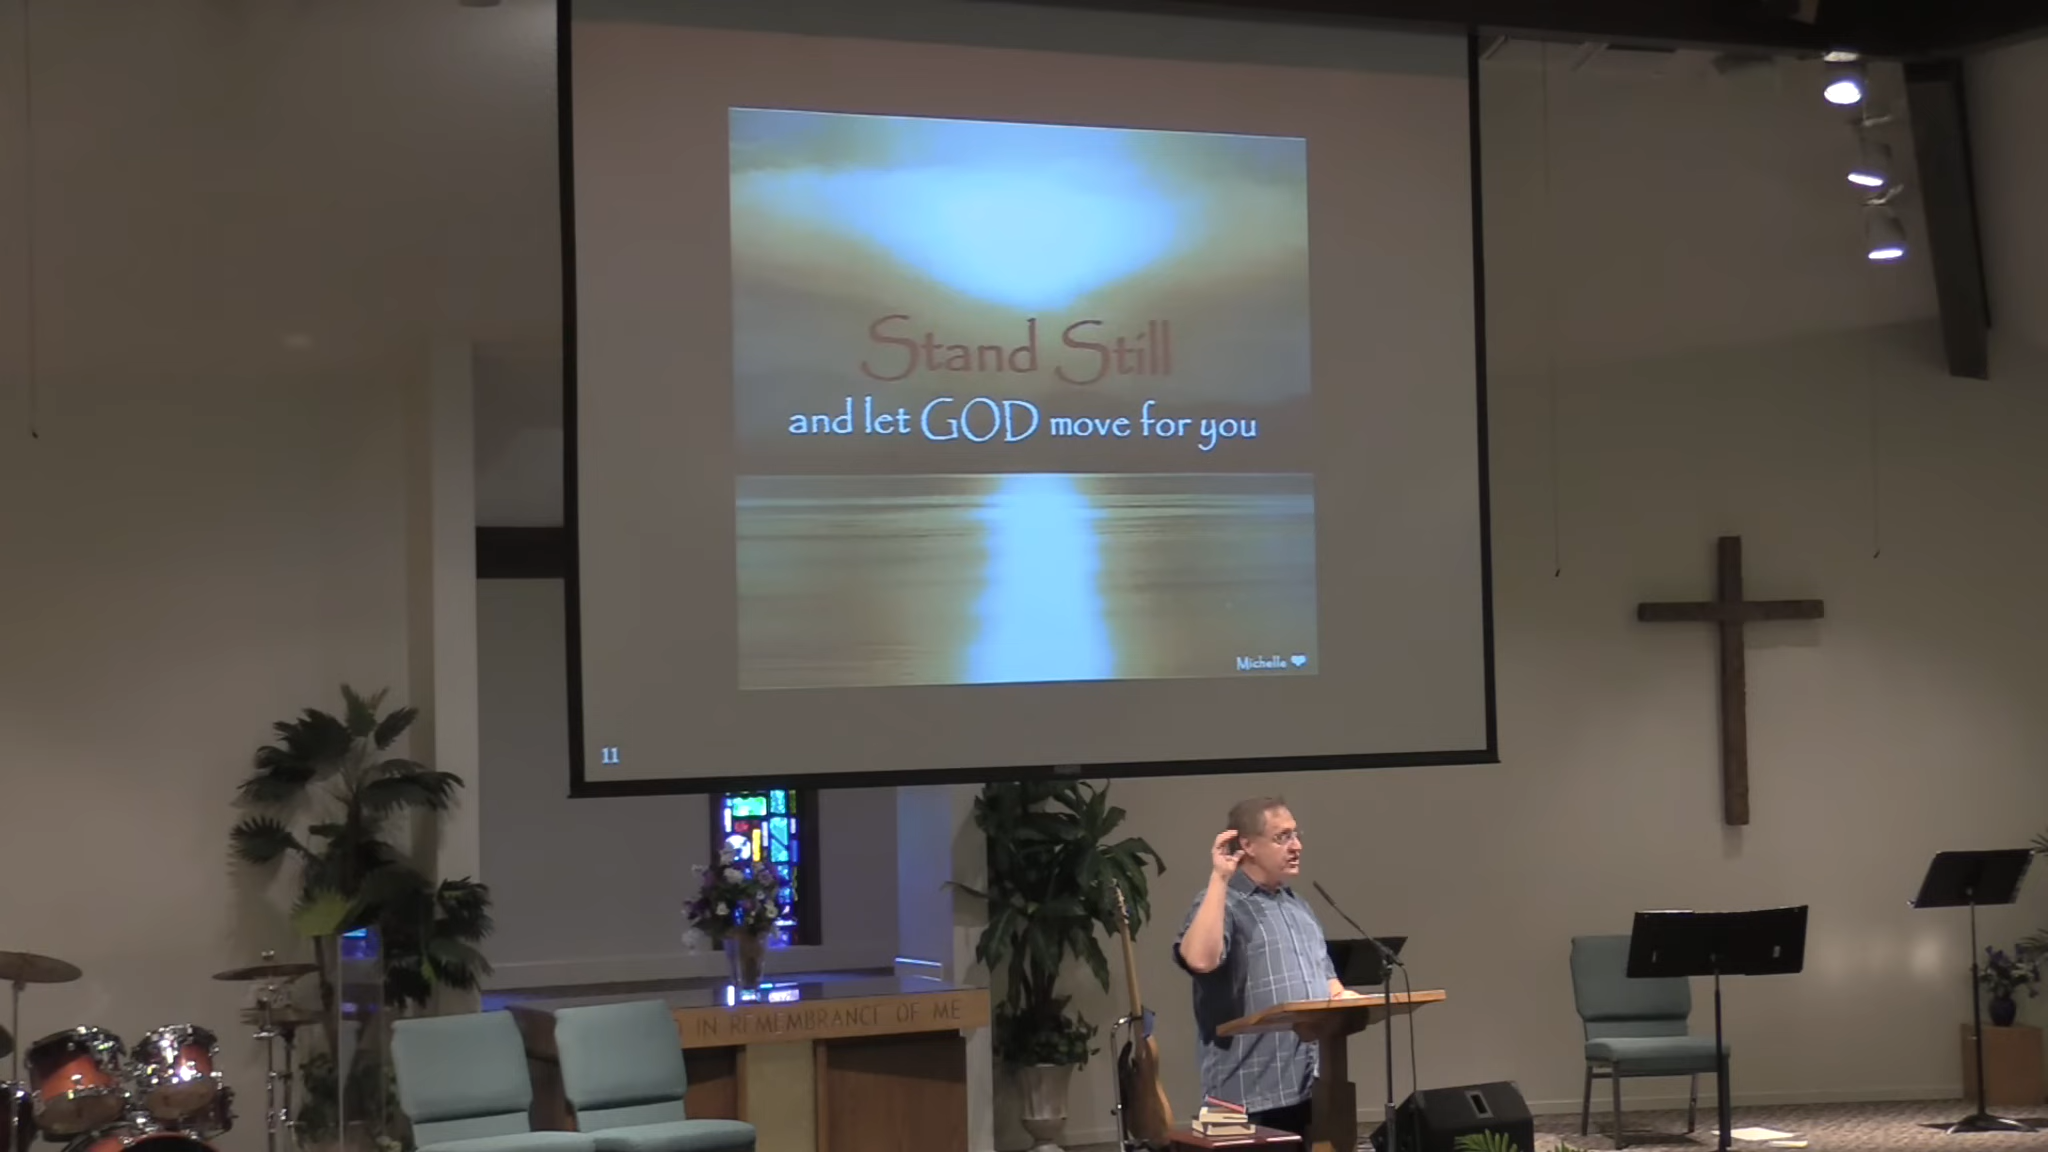 Stand Still
and let GOD move for you
Michelle
11
IN REMEMBRANCE OF ME